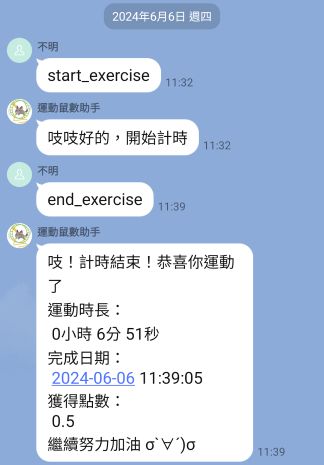 2024年6月6日 週四
不明
start_exercise
11:32
運動鼠數助手
吱吱好的，開始計時
11:32
不明
end_exercise
11:39
運動鼠數助手
吱！計時結束！恭喜你運動
了
運動時長：
0小時 6分 51秒
完成日期：
2024-06-06 11:39:05
獲得點數：
0.5
繼續努力加油 σ`∀´)σ
11:39